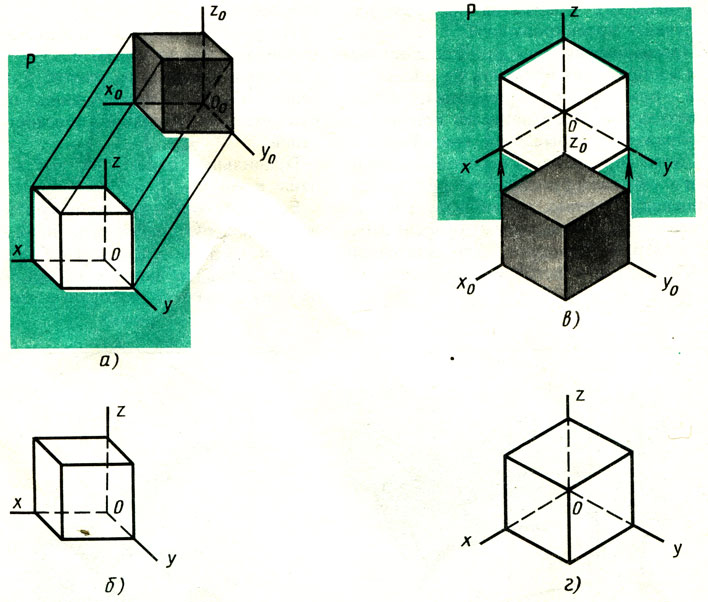 P
z₀
x₀
O₀
y₀
z
x
O
y
а)
P
z
O
z₀
x
y
x₀
y₀
в)
z
x
O
y
б)
z
O
x
y
г)